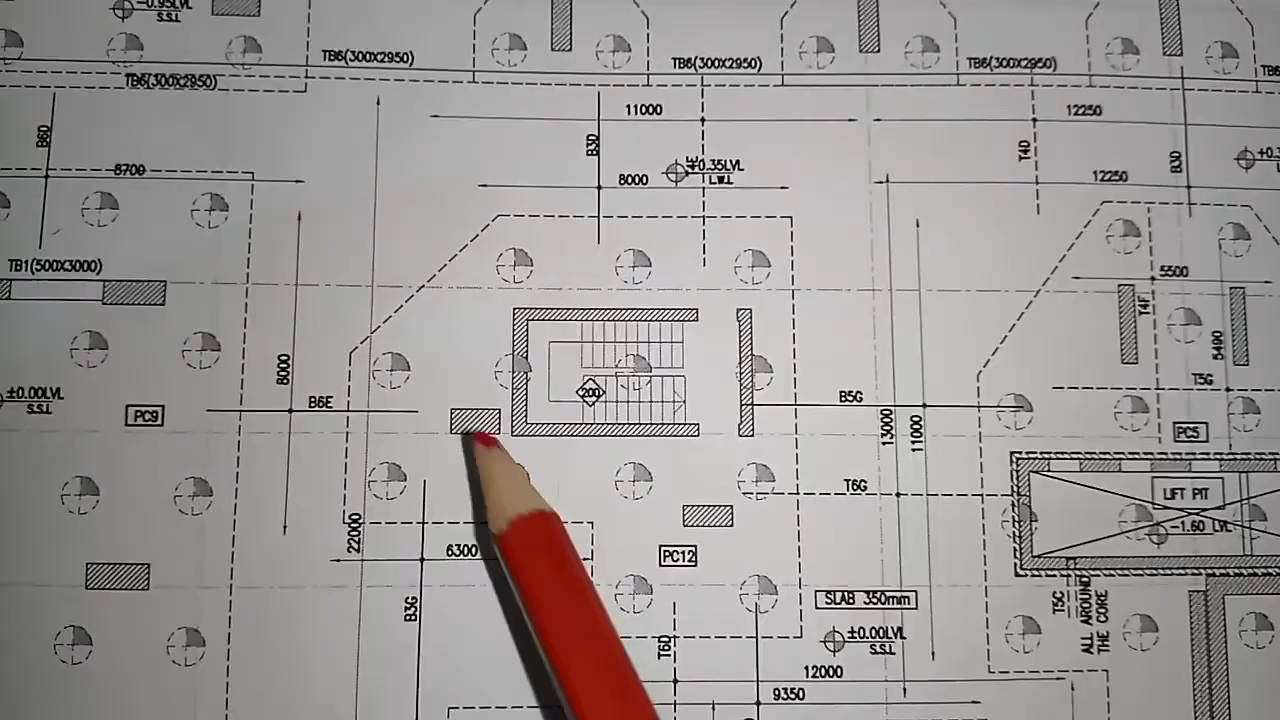 -0.95LVL
S.S.L
TB6(300X2950)
TB6(300X2950)
TB6(300X2950)
TB6(300X2950)
TB6
11000
12250
B6D
B3D
T4D
B3D
8700
8000
+0.35LVL
L.W.L
12250
TB1(500X3000)
5500
T4F
5490
8000
±0.00LVL
S.S.L
PC9
B6E
200
B5G
13000
11000
T5G
PC5
T6G
LIFT PIT
-1.60 LVL
22000
6300
PC12
B3G
SLAB 350mm
±0.00LVL
S.S.L
T5C
ALL AROUND
THE CORE
T6D
12000
9350